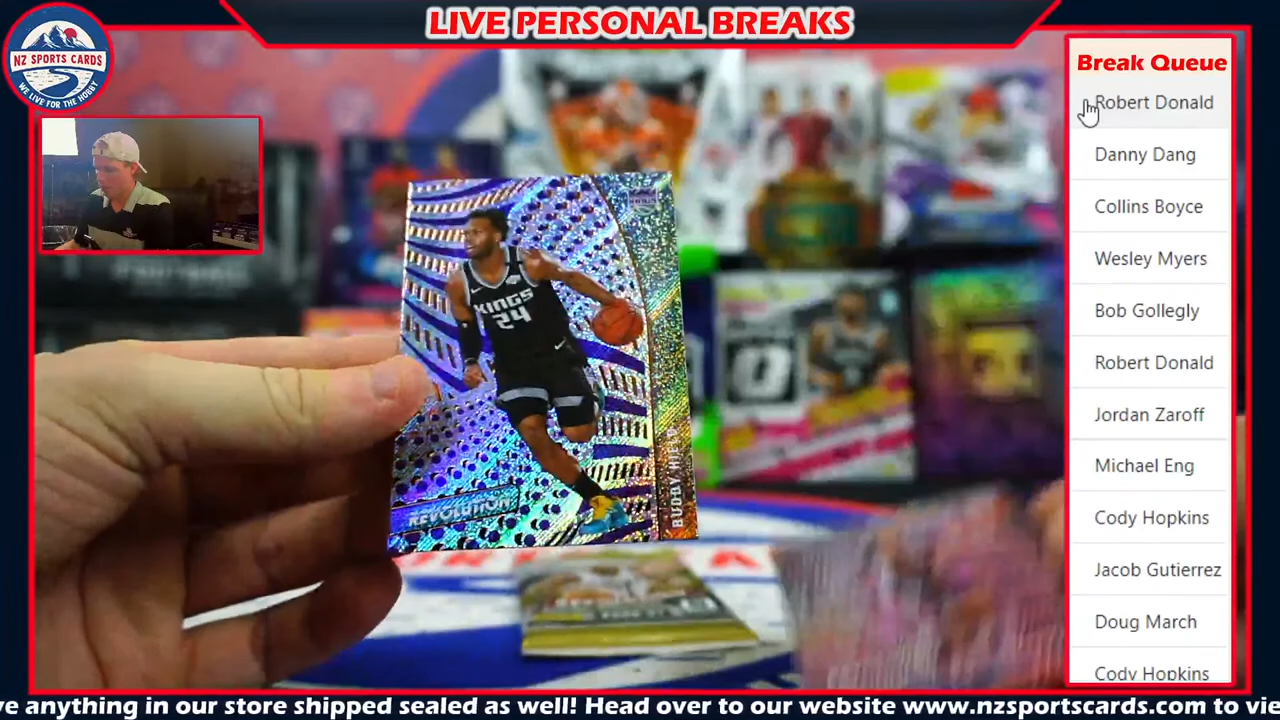 LIVE PERSONAL BREAKS
NZ SPORTS CARDS
WE LIVE FOR THE HOBBY
Break Queue
Robert Donald
Danny Dang
Collins Boyce
Wesley Myers
Bob Gollegly
Robert Donald
Jordan Zaroff
Michael Eng
Cody Hopkins
Jacob Gutierrez
Doug March
Cody Hopkins
KINGS
24
REVOLUTION
BUDDY
ve anything in our store shipped sealed as well! Head over to our website www.nzsportscards.com to vie